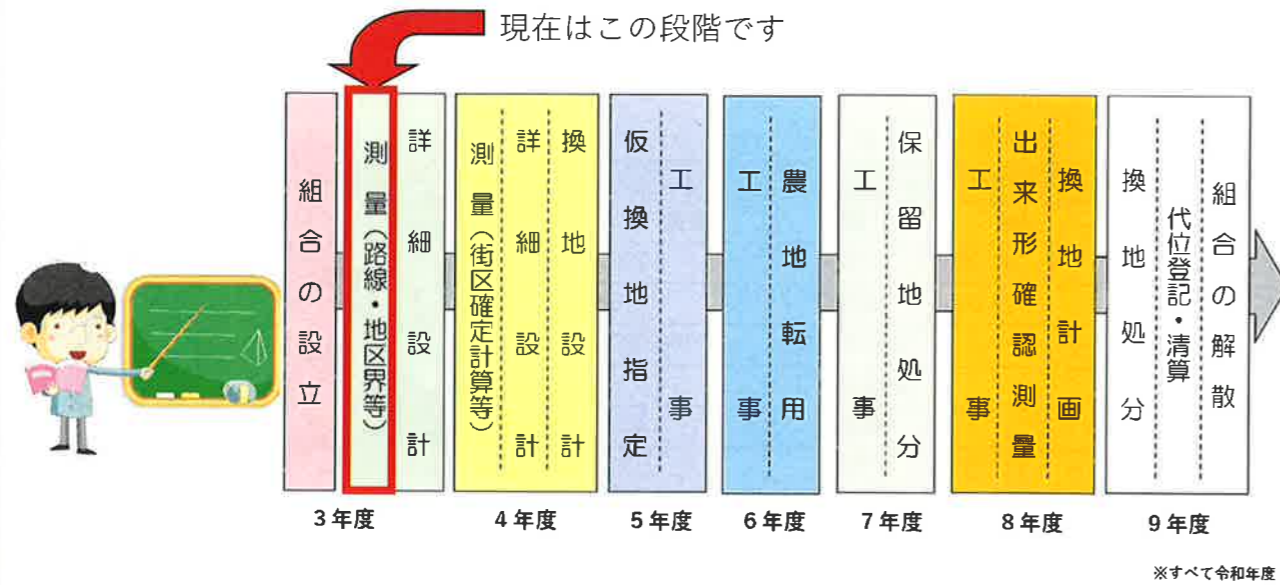 現在はこの段階です
組合の設立
測量(路線・地区界等)
詳細設計
測量(街区確定計算等)
詳細設計
換地設計
仮換地指定
工事
工事
農地転用
工事
保留地処分
工事
出来形確認測量
換地計画
換地処分
代位登記・清算
組合の解散
3年度
4年度
5年度
6年度
7年度
8年度
9年度
※すべて令和年度